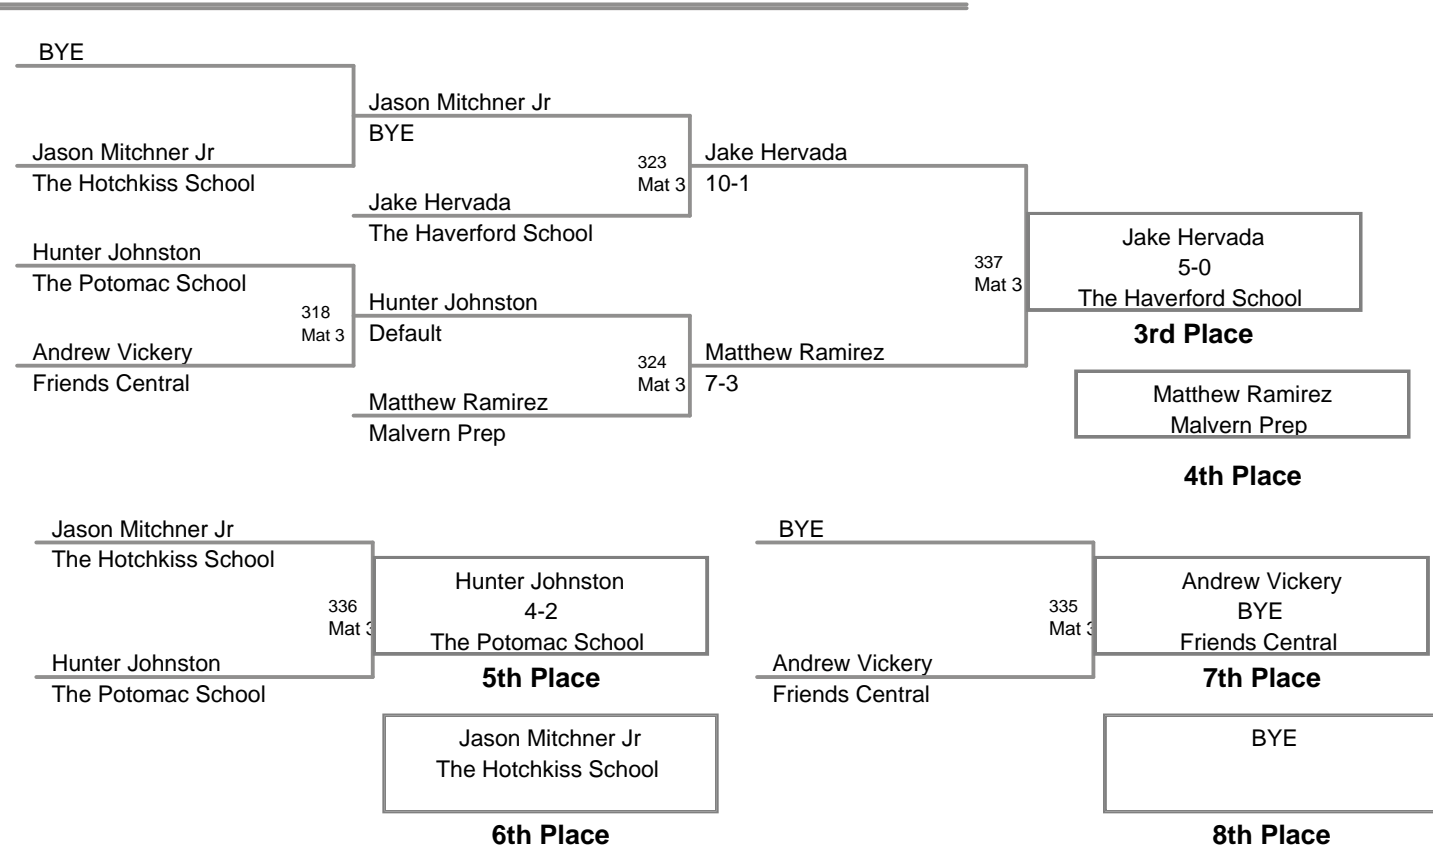 BYE
Jason Mitchner Jr
BYE
Jason Mitchner Jr
The Hotchkiss School
323
Mat 3
Jake Hervada
10-1
Jake Hervada
The Haverford School
Hunter Johnston
The Potomac School
337
Mat 3
Jake Hervada
5-0
The Haverford School
3rd Place
318
Mat 3
Hunter Johnston
Default
Andrew Vickery
Friends Central
324
Mat 3
Matthew Ramirez
7-3
Matthew Ramirez
Malvern Prep
Matthew Ramirez
Malvern Prep
4th Place
Jason Mitchner Jr
The Hotchkiss School
336
Mat 3
Hunter Johnston
4-2
The Potomac School
5th Place
Hunter Johnston
The Potomac School
Jason Mitchner Jr
The Hotchkiss School
6th Place
BYE
335
Mat 3
Andrew Vickery
BYE
Friends Central
7th Place
Andrew Vickery
Friends Central
BYE
8th Place